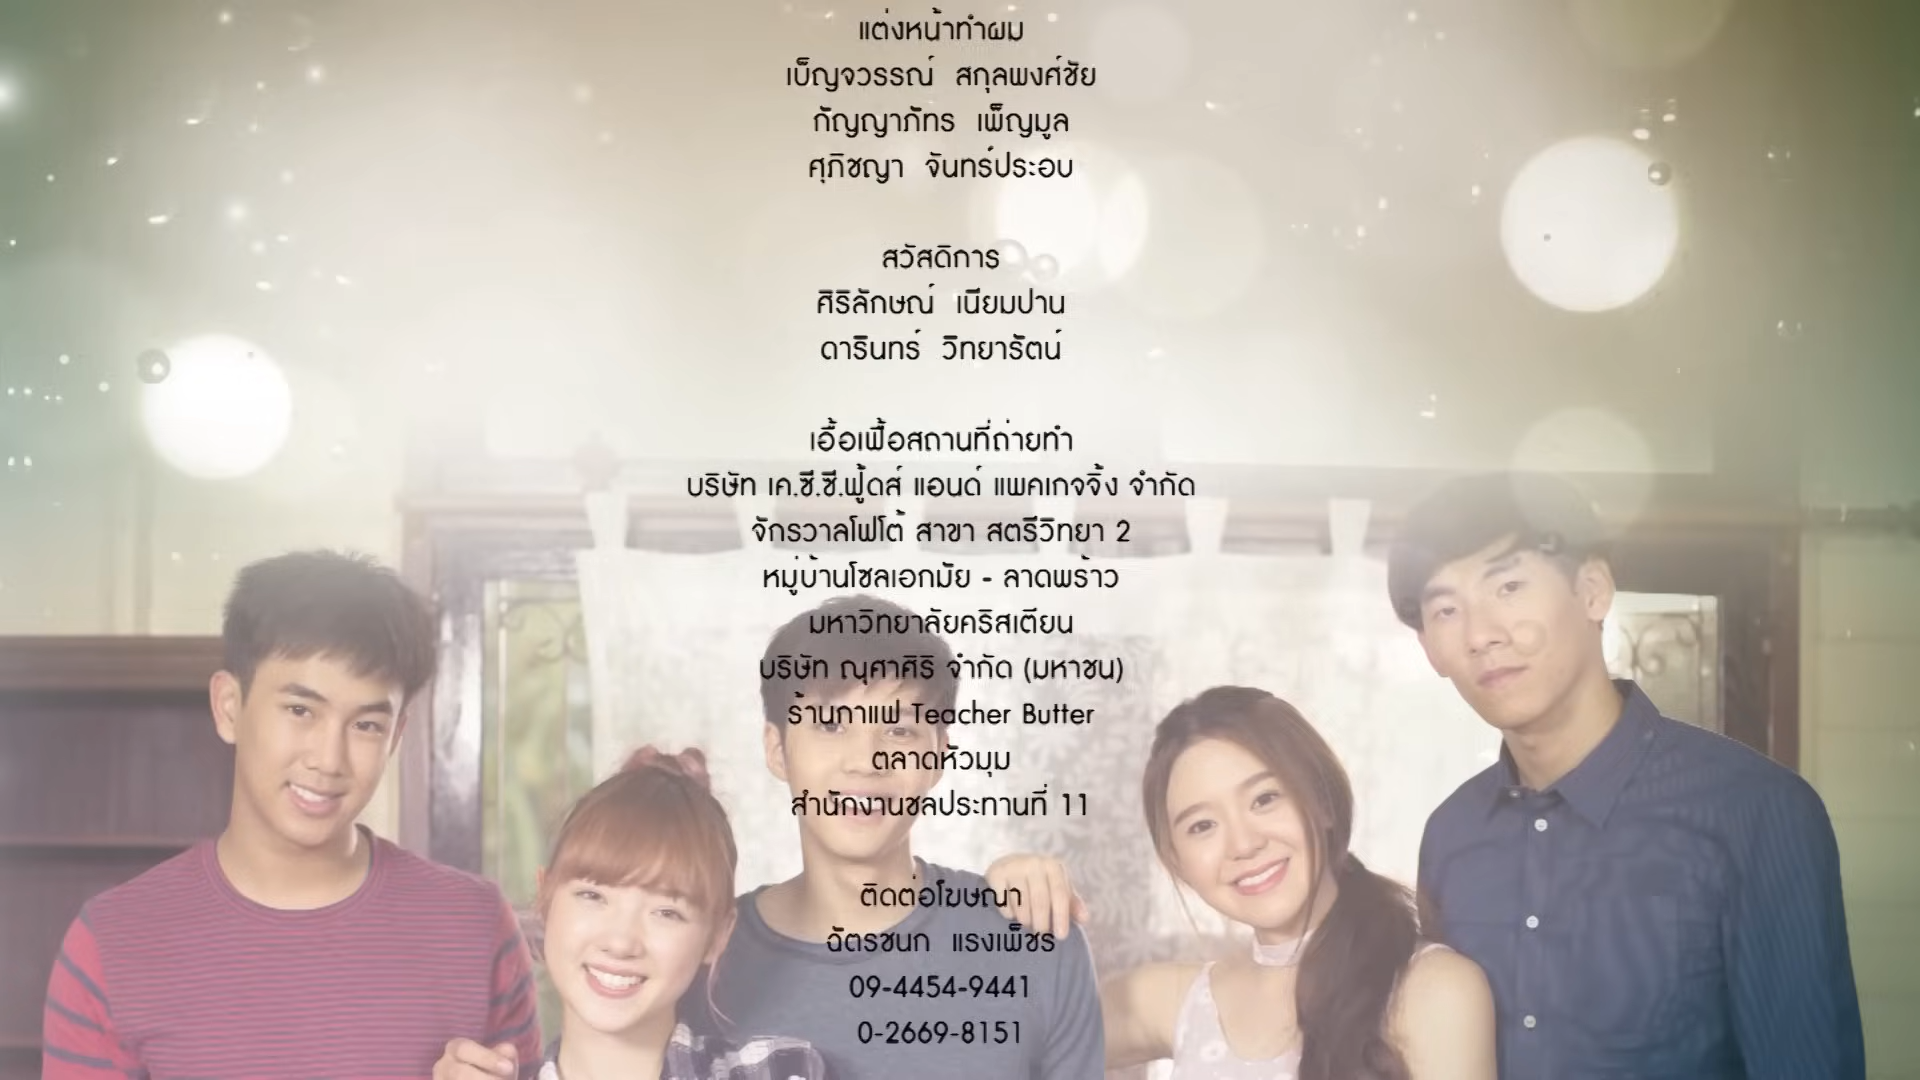 แต่งหน้าทำผม
เบ็ญจวรรณ์ สกุลพงศ์ชัย
กัญญาภัทร เพ็ญมูล
ศุภิชญา จันทร์ประอบ
สวัสดิการ
ศิริลักษณ์ เนียมปาน
ดารินทร์ วิทยารัตน์
เอื้อเฟื้อสถานที่ถ่ายทำ
บริษัท เค.ซี.ซี.ฟู้ดส์ แอนด์ แพคเกจจิ้ง จำกัด
จักรวาลโฟโต้ สาขา สตรีวิทยา 2
หมู่บ้านโซลเอกมัย - ลาดพร้าว
มหาวิทยาลัยคริสเตียน
บริษัท ณุศาศิริ จำกัด (มหาชน)
ร้านกาแฟ Teacher Butter
ตลาดหัวมุม
สำนักงานชลประทานที่ 11
ติดต่อโฆษณา
ฉัตรชนก แรงเพ็ชร
09-4454-9441
0-2669-8151